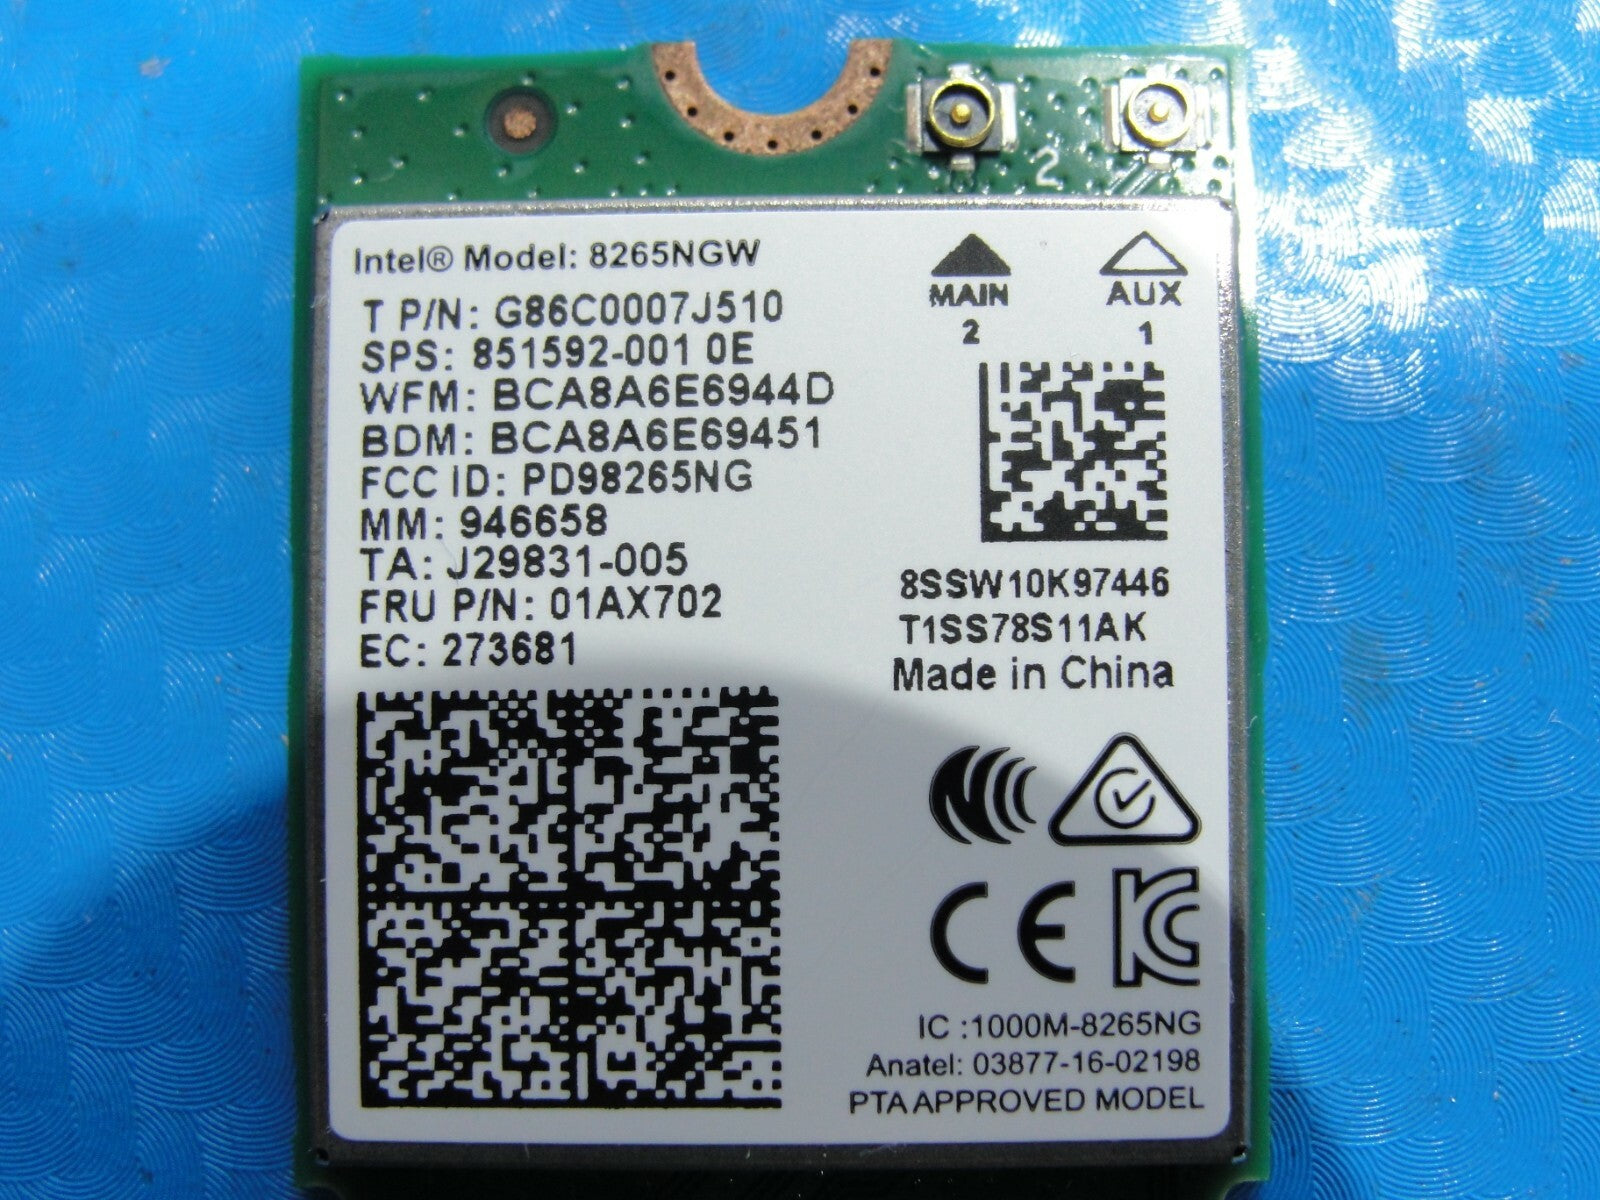 2
Intel® Model: 8265NGW
T P/N: G86C0007J510
SPS: 851592-001 0E
WFM: BCA8A6E6944D
BDM: BCA8A6E69451
FCC ID: PD98265NG
MM: 946658
TA: J29831-005
FRU P/N: 01AX702
EC: 273681
MAIN AUX
2 1
8SSW10K97446
T1SS78S11AK
Made in China
CE
IC :1000M-8265NG
Anatel: 03877-16-02198
PTA APPROVED MODEL